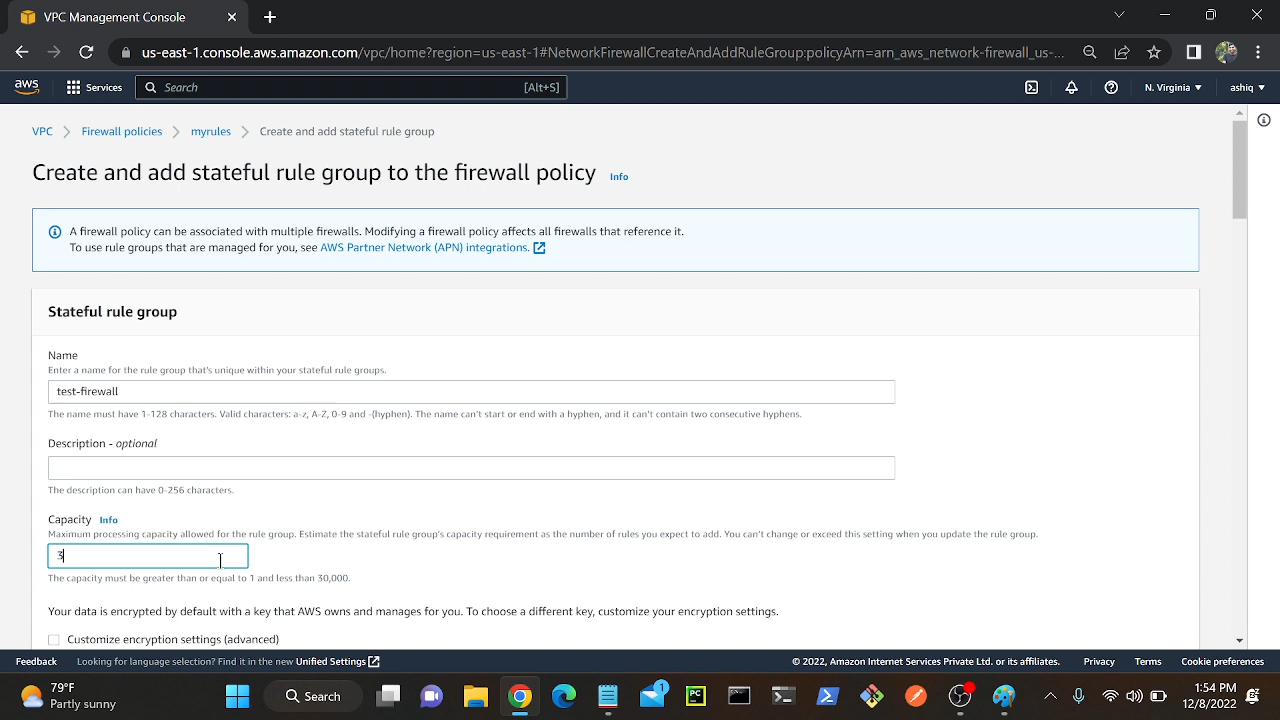 VPC Management Console
us-east-1.console.aws.amazon.com/vpc/home?region=us-east-1#NetworkFirewallCreateAndAddRuleGroup:policyArn=arn_aws_network-firewall_us-...
aws
Services
Search
[Alt+S]
N. Virginia
ashiq
VPC
Firewall policies
myrules
Create and add stateful rule group
Create and add stateful rule group to the firewall policy Info
A firewall policy can be associated with multiple firewalls. Modifying a firewall policy affects all firewalls that reference it.
To use rule groups that are managed for you, see AWS Partner Network (APN) integrations.
Stateful rule group
Name
Enter a name for the rule group that's unique within your stateful rule groups.
test-firewall
The name must have 1-128 characters. Valid characters: a-z, A-Z, 0-9 and -(hyphen). The name can't start or end with a hyphen, and it can't contain two consecutive hyphens.
Description - optional
The description can have 0-256 characters.
Capacity Info
Maximum processing capacity allowed for the rule group. Estimate the stateful rule group's capacity requirement as the number of rules you expect to add. You can't change or exceed this setting when you update the rule group.
3
The capacity must be greater than or equal to 1 and less than 30,000.
Your data is encrypted by default with a key that AWS owns and manages for you. To choose a different key, customize your encryption settings.
Customize encryption settings (advanced)
Feedback
Looking for language selection? Find it in the new Unified Settings
© 2022, Amazon Internet Services Private Ltd. or its affiliates.
Privacy
Terms
Cookie preferences
79°F
Partly sunny
Search
1
PC
1:54 PM
12/8/2022